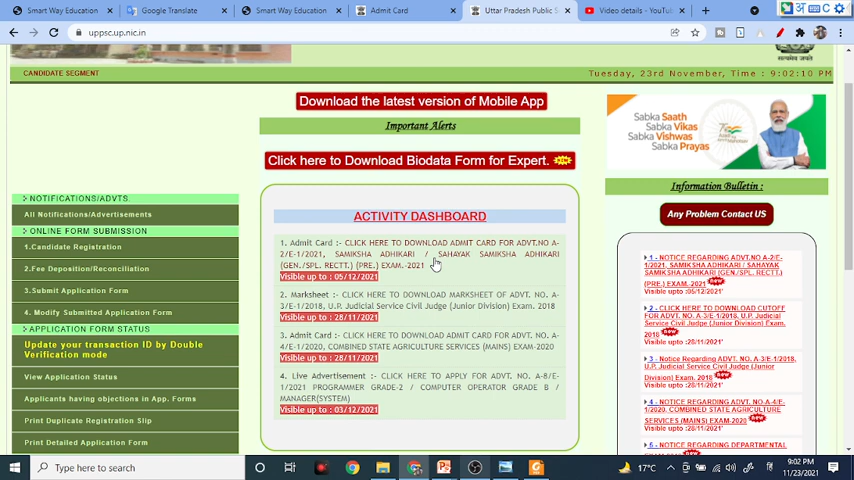 Smart Way Education
Google Translate
Smart Way Education
Admit Card
Uttar Pradesh Public S
Video details - YouTu
uppsc.up.nic.in
CANDIDATE SEGMENT
Tuesday, 23rd November, Time : 9:02:10 PM
Download the latest version of Mobile App
Important Alerts
Click here to Download Biodata Form for Expert.
NOTIFICATIONS/ADVTS.
All Notifications/Advertisements
ONLINE FORM SUBMISSION
1.Candidate Registration
2.Fee Deposition/Reconciliation
3.Submit Application Form
4. Modify Submitted Application Form
APPLICATION FORM STATUS
Update your transaction ID by Double
Verification mode
View Application Status
Applicants having objections in App. Forms
Print Duplicate Registration Slip
Print Detailed Application Form
ACTIVITY DASHBOARD
1. Admit Card :- CLICK HERE TO DOWNLOAD ADMIT CARD FOR ADVT.NO A-
2/E-1/2021, SAMIKSHA ADHIKARI / SAHAYAK SAMIKSHA ADHIKARI
(GEN./SPL. RECTT.) (PRE.) EXAM.-2021
Visible up to : 05/12/2021
2. Marksheet :- CLICK HERE TO DOWNLOAD MARKSHEET OF ADVT. NO. A-
3/E-1/2018, U.P. Judicial Service Civil Judge (Junior Division) Exam. 2018
Visible up to : 28/11/2021
3. Admit Card :- CLICK HERE TO DOWNLOAD ADMIT CARD FOR ADVT.NO A-
4/E-1/2020, COMBINED STATE AGRICULTURE SERVICES (MAINS) EXAM-2020
Visible up to : 28/11/2021
4. Live Advertisement :- CLICK HERE TO APPLY FOR ADVT. NO. A-8/E-
1/2021 PROGRAMMER GRADE-2 / COMPUTER OPERATOR GRADE B /
MANAGER(SYSTEM)
Visible up to : 03/12/2021
Sabka Saath
Sabka Vikas
Sabka Vishwas
Sabka Prayas
Information Bulletin :
Any Problem Contact US
1 - NOTICE REGARDING ADVT.NO A-2/E-
1/2021, SAMIKSHA ADHIKARI / SAHAYAK
SAMIKSHA ADHIKARI (GEN./SPL. RECTT.)
(PRE.) EXAM.-2021
Visible upto :05/12/2021'
2 - CLICK HERE TO DOWNLOAD CUTOFF
FOR ADVT. NO. A-3/E-1/2018, U.P. Judicial
Service Civil Judge (Junior Division) Exam.
2018
Visible upto :28/11/2021'
3 - Notice Regarding ADVT. NO. A-3/E-1/2018,
U.P. Judicial Service Civil Judge (Junior
Division) Exam. 2018
Visible upto :28/11/2021'
4 - NOTICE REGARDING ADVT. NO.A-4/E-
1/2020, COMBINED STATE AGRICULTURE
SERVICES (MAINS) EXAM-2020
Visible upto :28/11/2021'
5 - NOTICE REGARDING DEPARTMENTAL
Type here to search
17°C
9:02 PM
11/23/2021